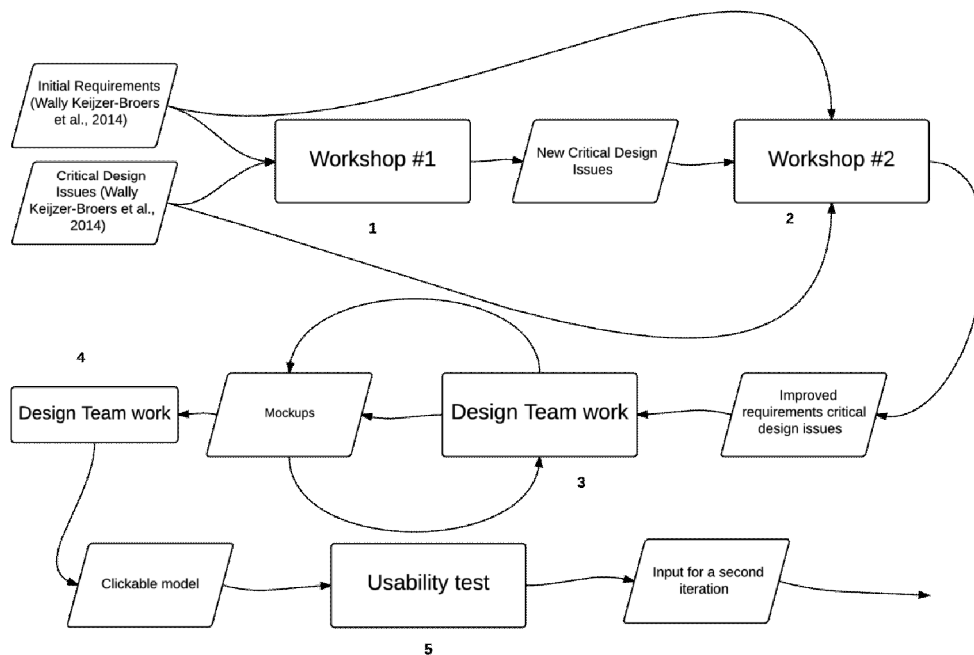 Initial Requirements
(Wally Keijzer-Broers
et al., 2014)
Critical Design
Issues (Wally
Keijzer-Broers et al.,
2014)
Workshop #1
1
New Critical Design
Issues
Workshop #2
2
Improved
requirements critical
design issues
Design Team work
3
Mockups
4
Design Team work
Clickable model
Usability test
5
Input for a second
iteration